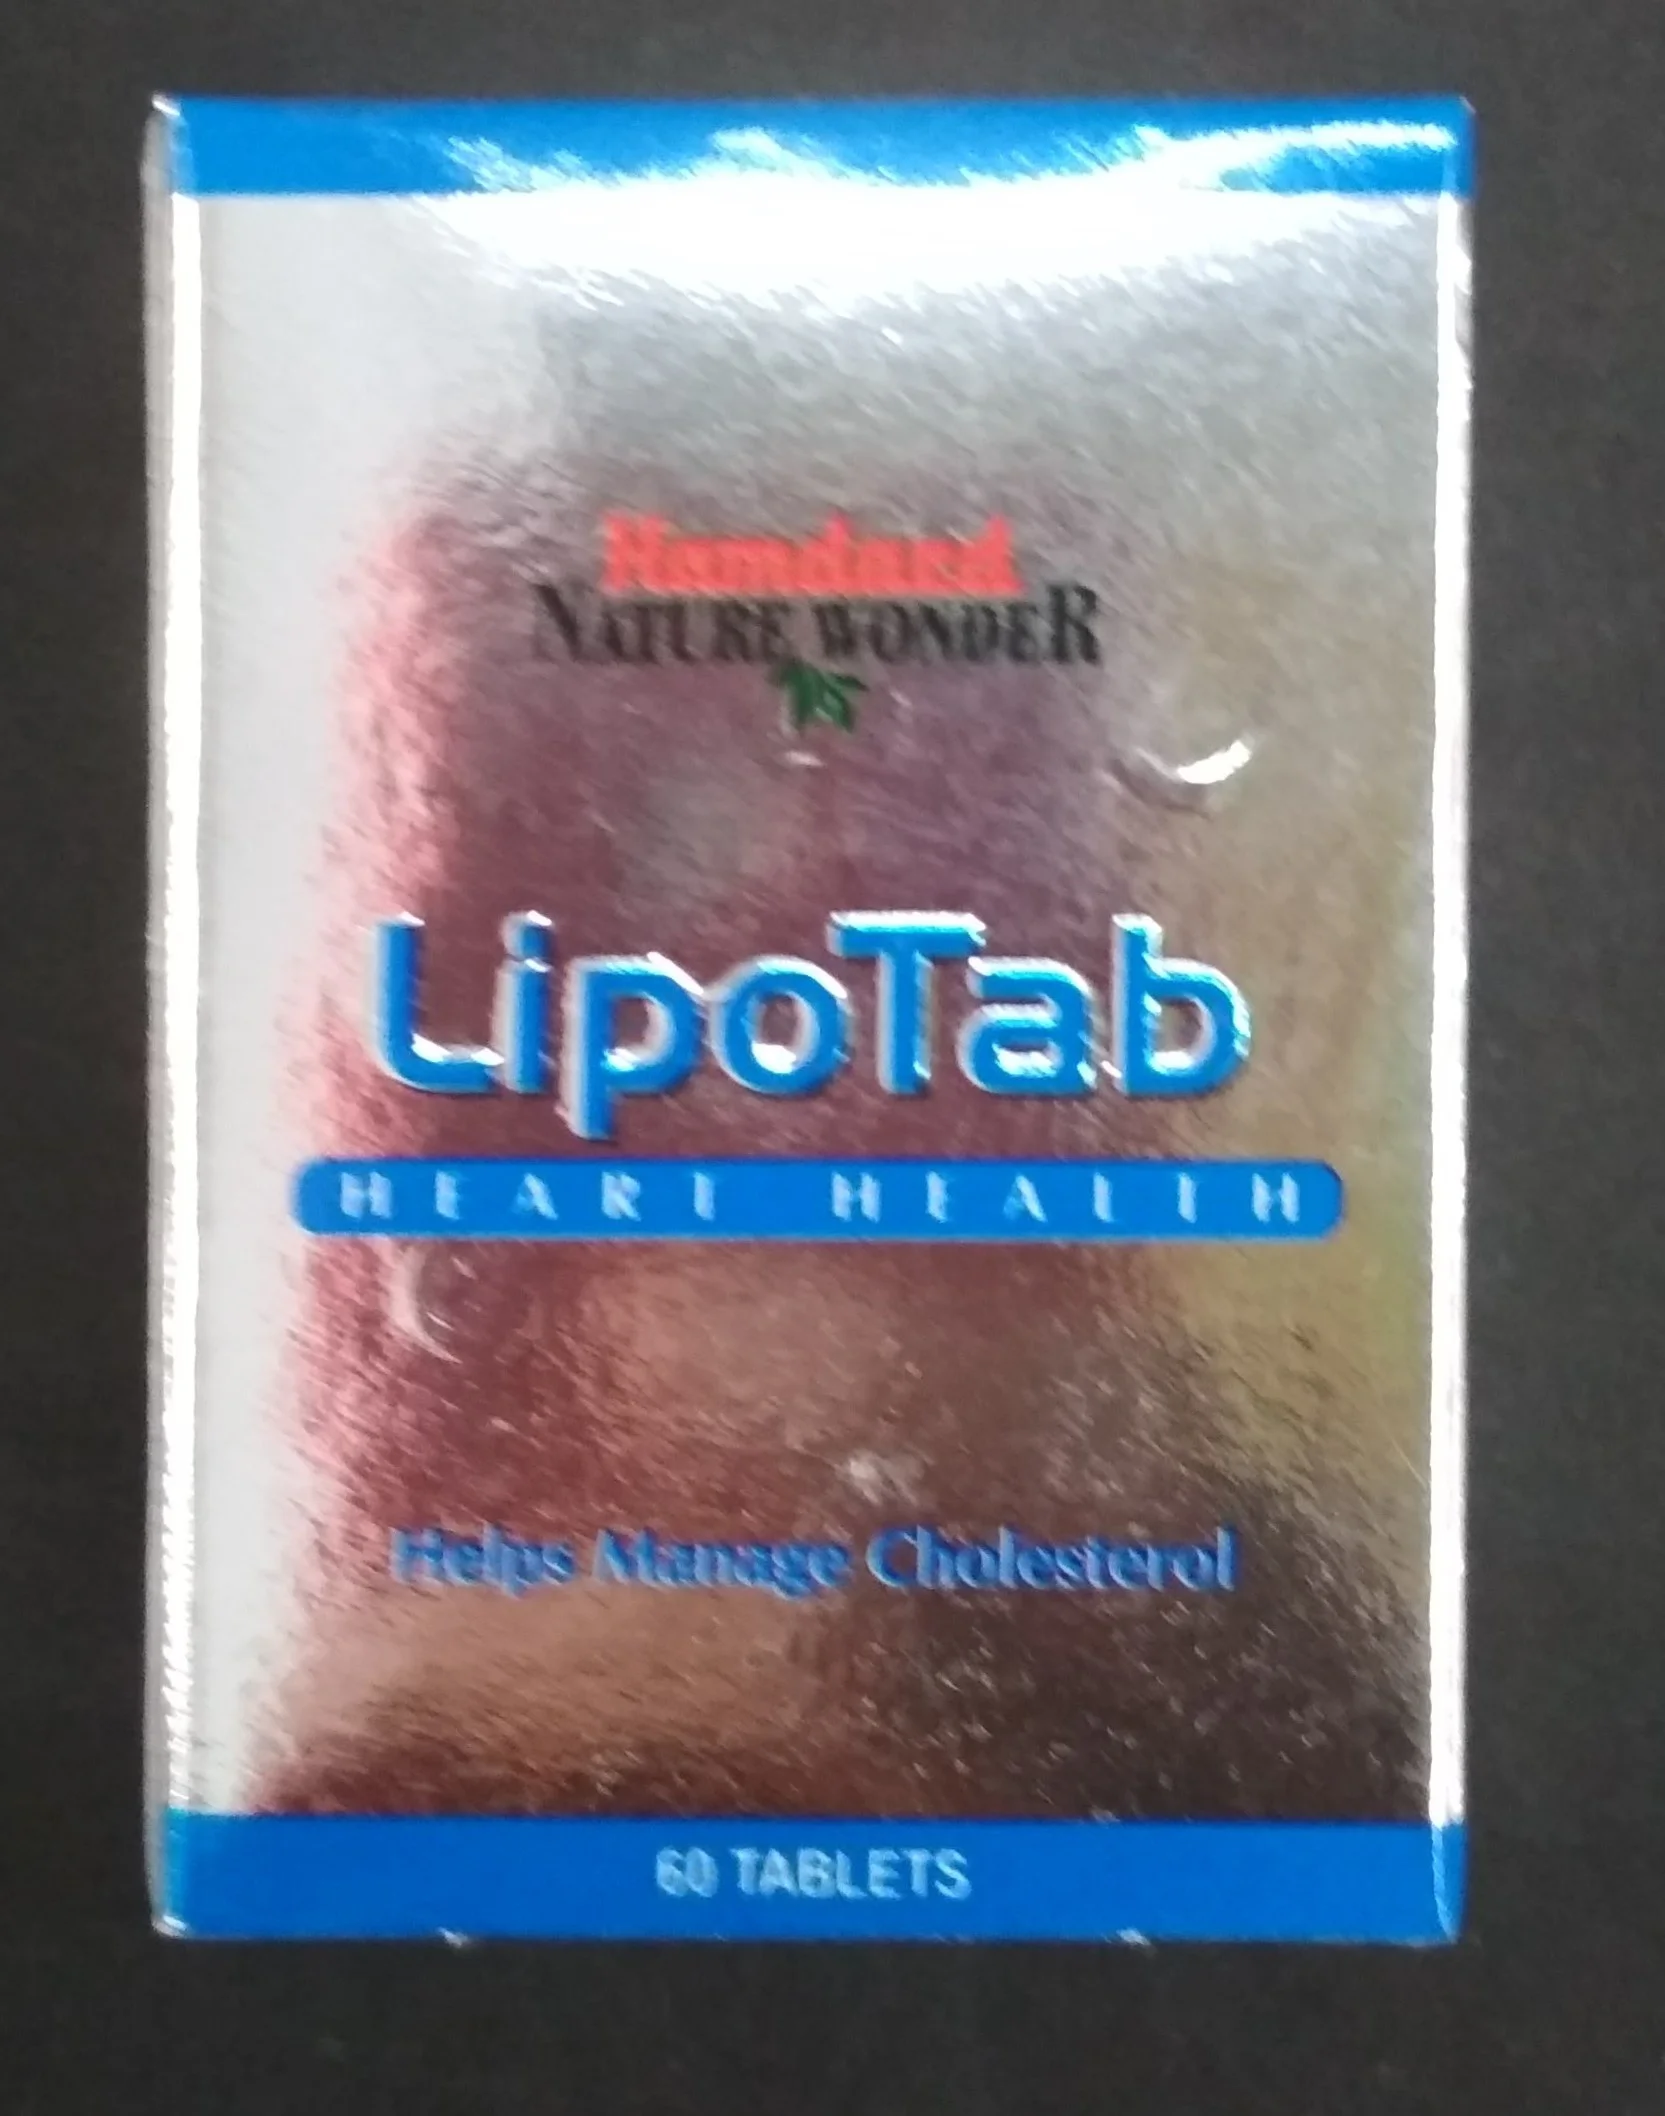 Hamdard
NATURE WONDER
LipoTab
HEART HEALTH
Helps Manage Cholesterol
60 TABLETS